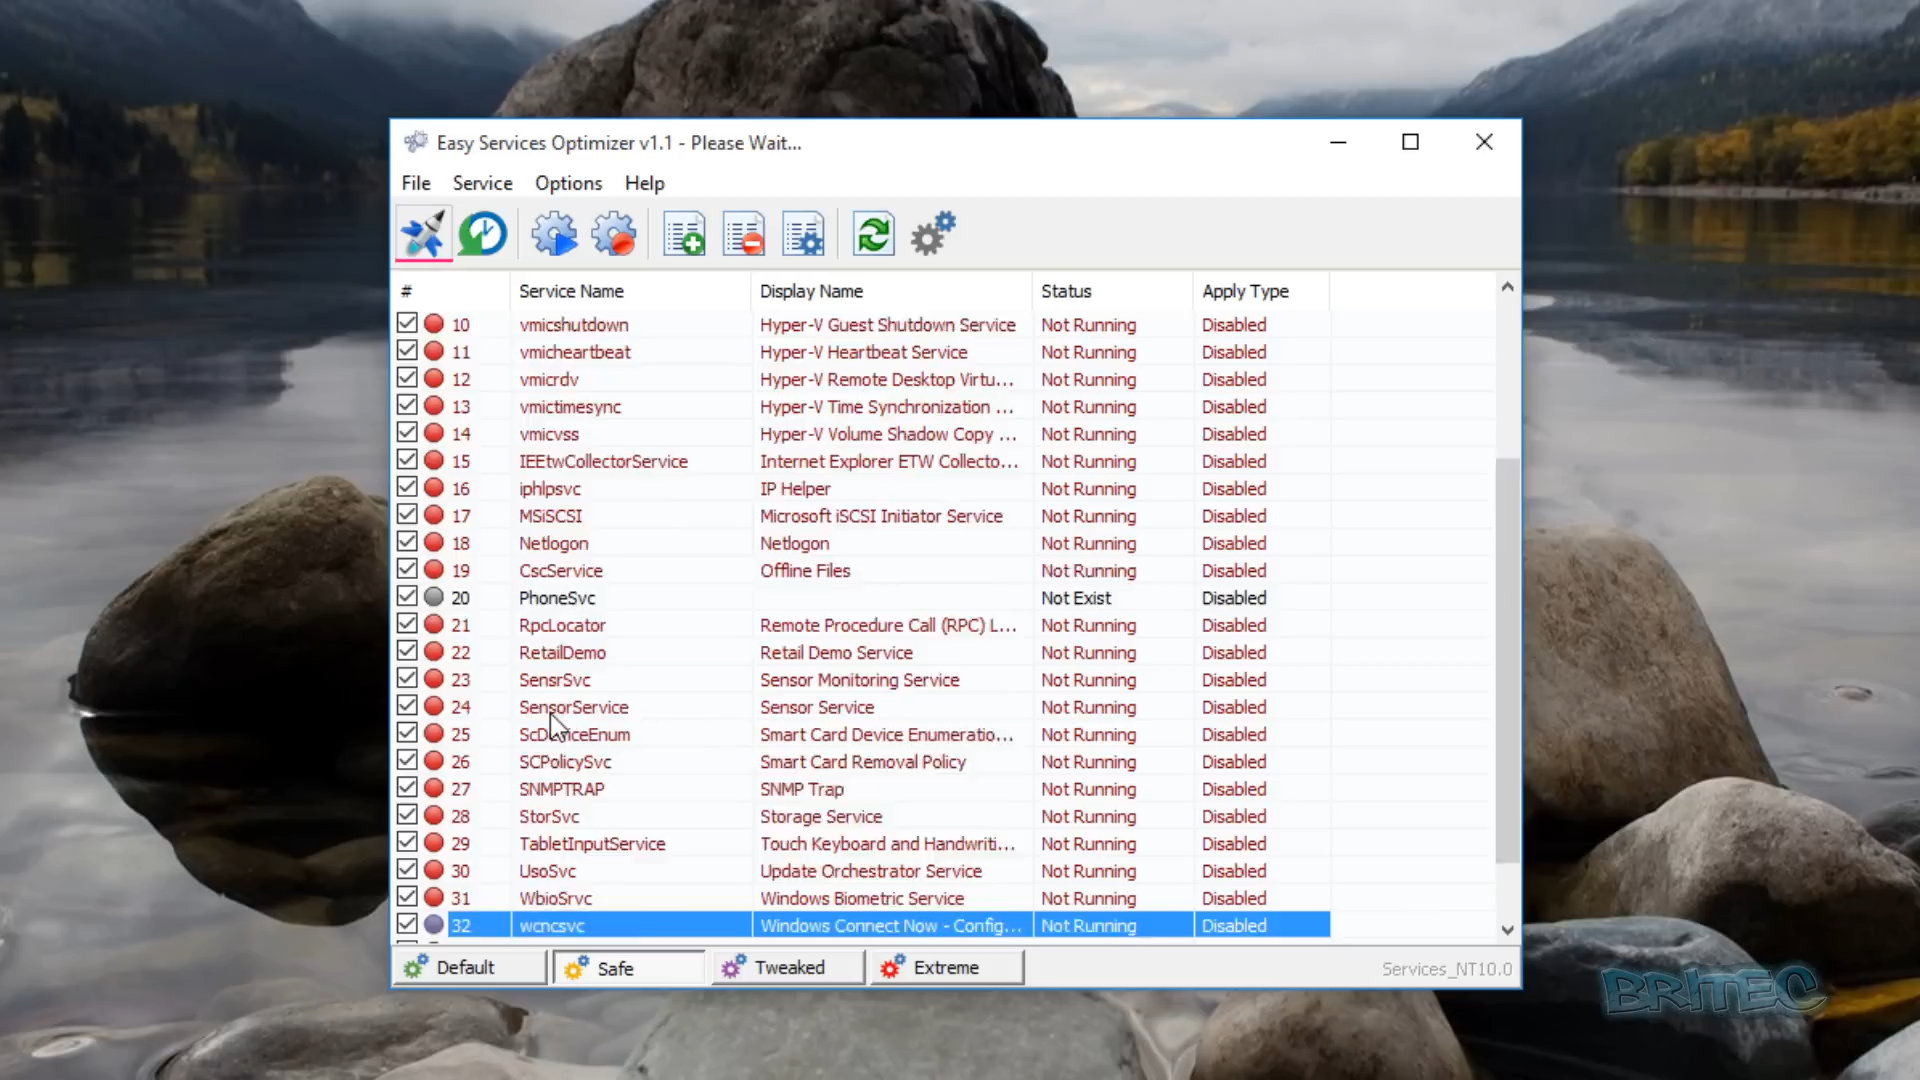 Easy Services Optimizer v1.1 - Please Wait...
File Service Options Help
# Service Name Display Name Status Apply Type
10 vmicshutdown Hyper-V Guest Shutdown Service Not Running Disabled
11 vmicheartbeat Hyper-V Heartbeat Service Not Running Disabled
12 vmicrdv Hyper-V Remote Desktop Virtu... Not Running Disabled
13 vmictimesync Hyper-V Time Synchronization ... Not Running Disabled
14 vmicvss Hyper-V Volume Shadow Copy ... Not Running Disabled
15 IEEtwCollectorService Internet Explorer ETW Collecto... Not Running Disabled
16 iphlpsvc IP Helper Not Running Disabled
17 MSiSCSI Microsoft iSCSI Initiator Service Not Running Disabled
18 Netlogon Netlogon Not Running Disabled
19 CscService Offline Files Not Running Disabled
20 PhoneSvc Not Exist Disabled
21 RpcLocator Remote Procedure Call (RPC) L... Not Running Disabled
22 RetailDemo Retail Demo Service Not Running Disabled
23 SensrSvc Sensor Monitoring Service Not Running Disabled
24 SensorService Sensor Service Not Running Disabled
25 ScDeviceEnum Smart Card Device Enumeratio... Not Running Disabled
26 SCPolicySvc Smart Card Removal Policy Not Running Disabled
27 SNMPTRAP SNMP Trap Not Running Disabled
28 StorSvc Storage Service Not Running Disabled
29 TabletInputService Touch Keyboard and Handwriti... Not Running Disabled
30 UsoSvc Update Orchestrator Service Not Running Disabled
31 WbioSrvc Windows Biometric Service Not Running Disabled
32 wcncsvc Windows Connect Now - Config... Not Running Disabled
Default Safe Tweaked Extreme Services_NT10.0
BRITEC